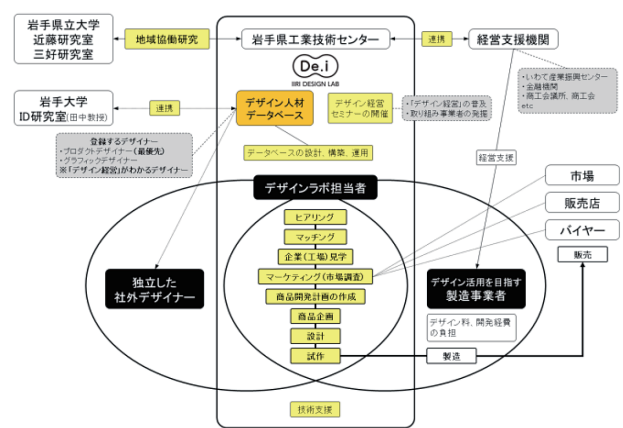 岩手県立大学
近藤研究室
三好研究室
地域協働研究
岩手県工業技術センター
連携
経営支援機関
De.i
IIRI DESIGN LAB
・いわて産業振興センター
・金融機関
・商工会議所、商工会
etc
岩手大学
ID研究室(田中教授)
連携
デザイン人材
データベース
デザイン経営
セミナーの開催
・「デザイン経営」の普及
・取り組み事業者の発掘
登録するデザイナー
・プロダクトデザイナー(最優先)
・グラフィックデザイナー
※「デザイン経営」がわかるデザイナー
データベースの設計、構築、運用
経営支援
デザインラボ担当者
市場
販売店
バイヤー
販売
ヒアリング
マッチング
企業(工場)見学
マーケティング(市場調査)
商品開発計画の作成
商品企画
設計
試作
独立した
社外デザイナー
デザイン活用を目指す
製造事業者
デザイン料、開発経費
の負担
製造
技術支援